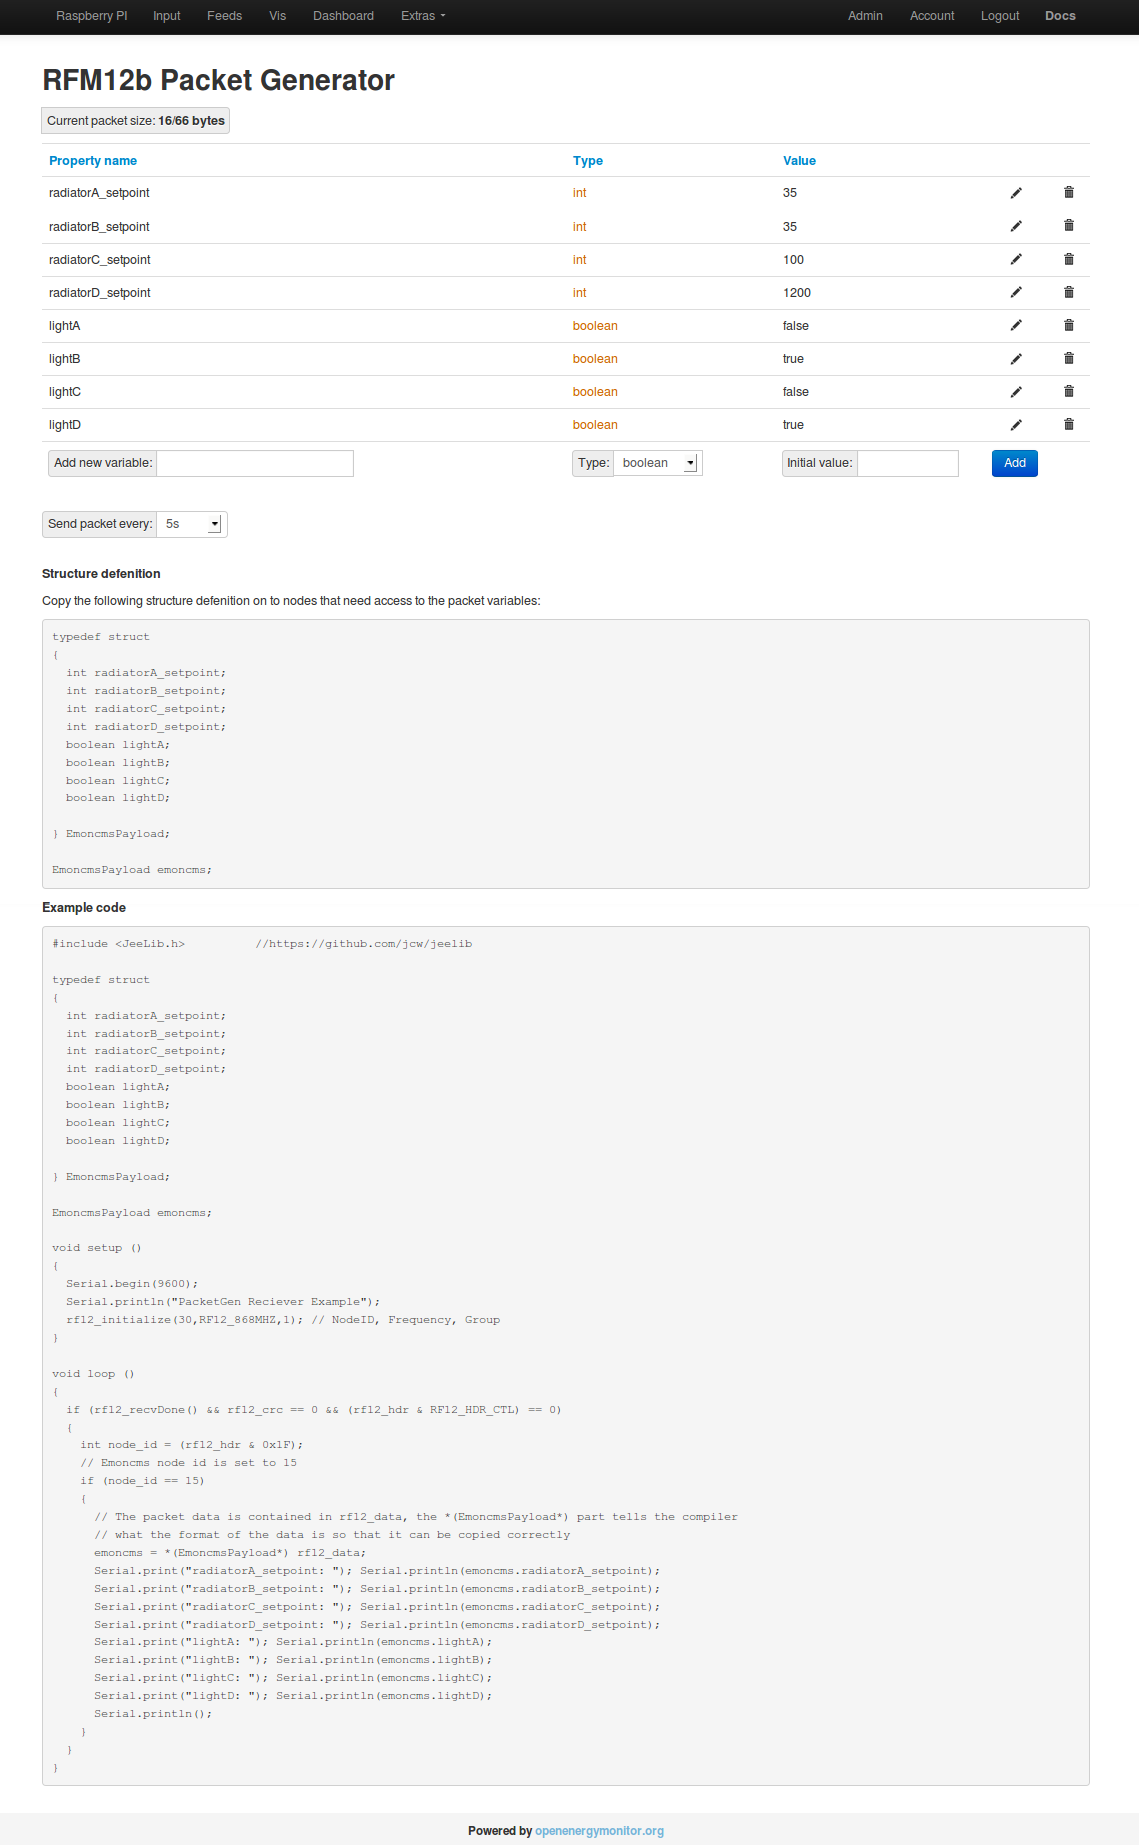 Raspberry PI Input Feeds Vis Dashboard Extras Admin Account Logout Docs
RFM12b Packet Generator
Current packet size: 16/66 bytes
Property name Type Value
radiatorA_setpoint int 35
radiatorB_setpoint int 35
radiatorC_setpoint int 100
radiatorD_setpoint int 1200
lightA boolean false
lightB boolean true
lightC boolean false
lightD boolean true
Add new variable: Type: boolean Initial value: Add
Send packet every: 5s
Structure defenition
Copy the following structure defenition on to nodes that need access to the packet variables:
typedef struct
{
int radiatorA_setpoint;
int radiatorB_setpoint;
int radiatorC_setpoint;
int radiatorD_setpoint;
boolean lightA;
boolean lightB;
boolean lightC;
boolean lightD;
} EmoncmsPayload;
EmoncmsPayload emoncms;
Example code
#include <JeeLib.h> //https://github.com/jcw/jeelib
typedef struct
{
int radiatorA_setpoint;
int radiatorB_setpoint;
int radiatorC_setpoint;
int radiatorD_setpoint;
boolean lightA;
boolean lightB;
boolean lightC;
boolean lightD;
} EmoncmsPayload;
EmoncmsPayload emoncms;
void setup ()
{
Serial.begin(9600);
Serial.println("PacketGen Reciever Example");
rf12_initialize(30,RF12_868MHZ,1); // NodeID, Frequency, Group
}
void loop ()
{
if (rf12_recvDone() && rf12_crc == 0 && (rf12_hdr & RF12_HDR_CTL) == 0)
{
int node_id = (rf12_hdr & 0x1F);
// Emoncms node id is set to 15
if (node_id == 15)
{
// The packet data is contained in rf12_data, the *(EmoncmsPayload*) part tells the compiler
// what the format of the data is so that it can be copied correctly
emoncms = *(EmoncmsPayload*) rf12_data;
Serial.print("radiatorA_setpoint: "); Serial.println(emoncms.radiatorA_setpoint);
Serial.print("radiatorB_setpoint: "); Serial.println(emoncms.radiatorB_setpoint);
Serial.print("radiatorC_setpoint: "); Serial.println(emoncms.radiatorC_setpoint);
Serial.print("radiatorD_setpoint: "); Serial.println(emoncms.radiatorD_setpoint);
Serial.print("lightA: "); Serial.println(emoncms.lightA);
Serial.print("lightB: "); Serial.println(emoncms.lightB);
Serial.print("lightC: "); Serial.println(emoncms.lightC);
Serial.print("lightD: "); Serial.println(emoncms.lightD);
Serial.println();
}
}
}
Powered by openenergymonitor.org